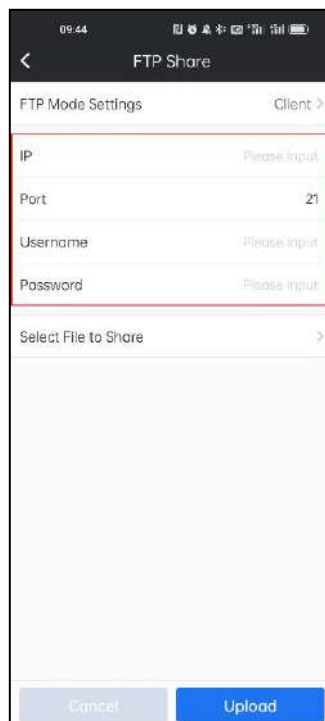 09:44
FTP Share
FTP Mode Settings Client
IP Please Input
Port 21
Username Please Input
Password Please Input
Select File to Share
Cancel Upload